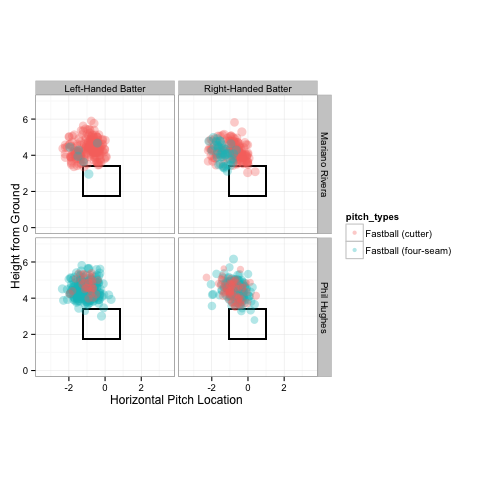 Left-Handed Batter
Right-Handed Batter
6
4
2
0
Mariano Rivera
6
4
2
0
Phil Hughes
-2
0
2
-2
0
2
Height from Ground
Horizontal Pitch Location
pitch_types
Fastball (cutter)
Fastball (four-seam)